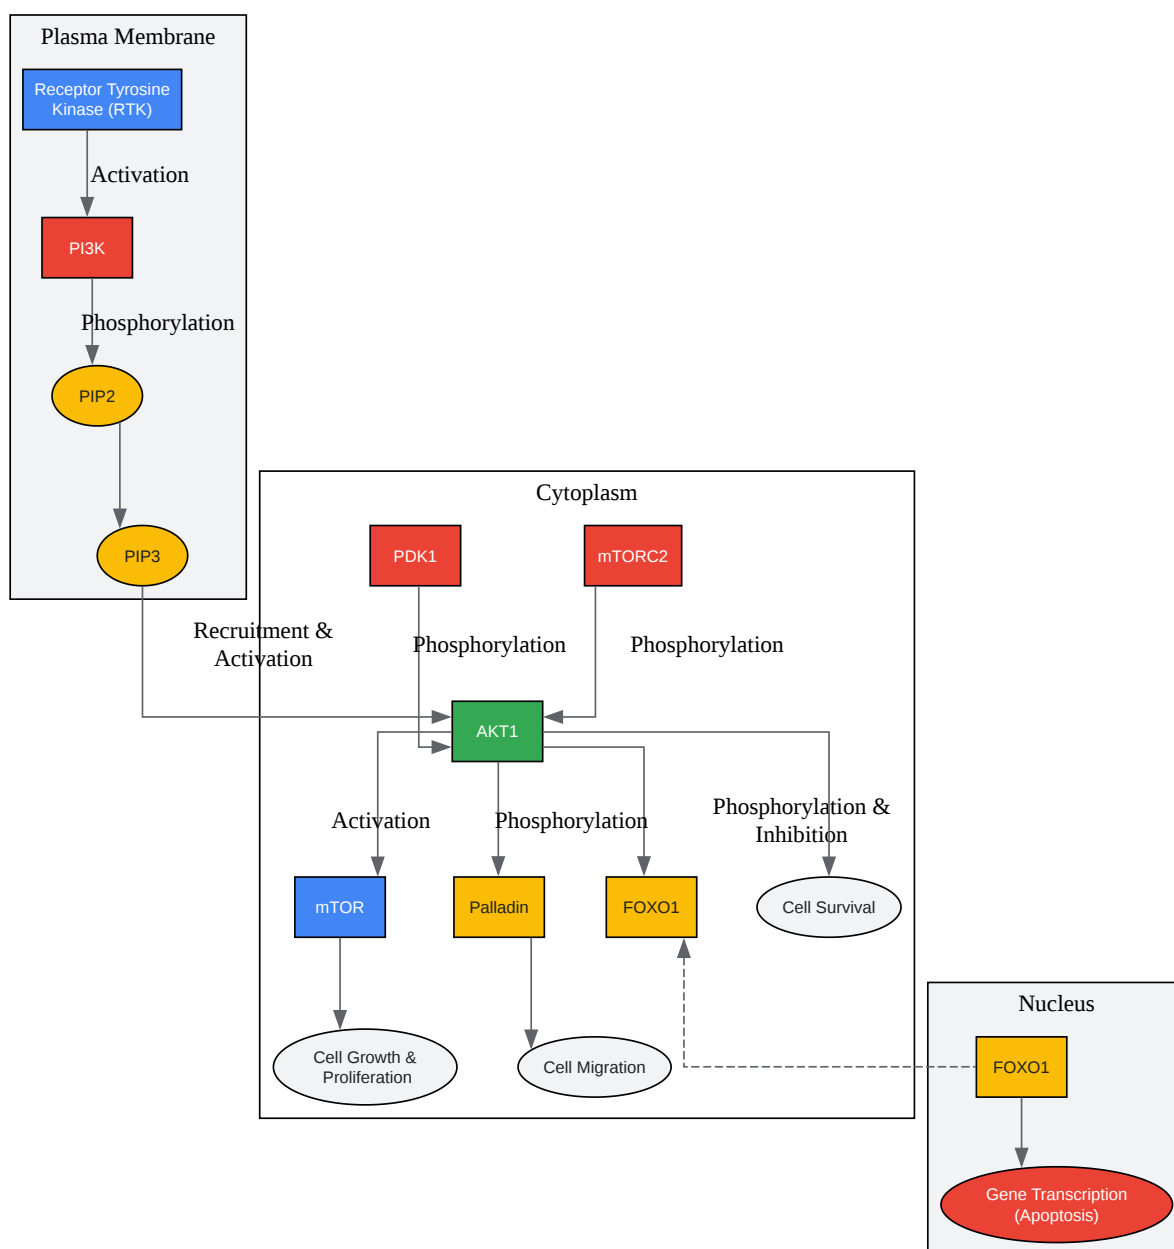 Plasma Membrane
Receptor Tyrosine
Kinase (RTK)
Activation
PI3K
Phosphorylation
PIP2
PIP3
Cytoplasm
PDK1
mTORC2
Recruitment &
Activation
Phosphorylation
Phosphorylation
AKT1
Activation
Phosphorylation
Phosphorylation &
Inhibition
mTOR
Palladin
FOXO1
Cell Survival
Cell Growth &
Proliferation
Cell Migration
Nucleus
FOXO1
Gene Transcription
(Apoptosis)